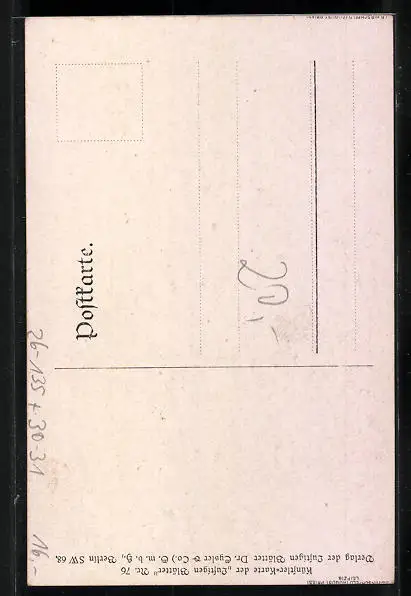 Postkarte.
Künstler-Karte der „Lustigen Blätter“ Nr. 76
Verlag der Lustigen Blätter Dr. Eysler & Co.) G. m. b. H., Berlin SW 68.
20,-
26-135 x 30-31
16.-
LEIPZIG